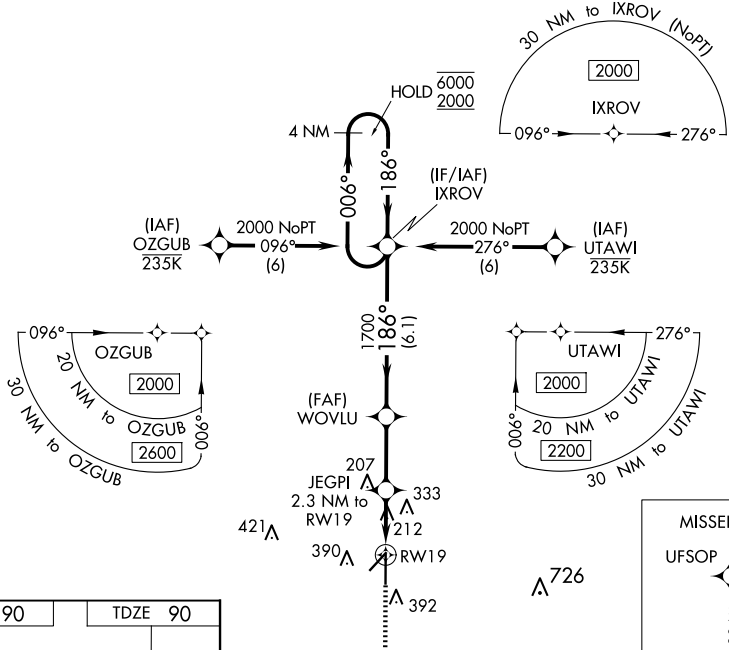 30 NM to IXROV (NoPT)
2000
IXROV
096°
276°
HOLD 6000
2000
4 NM
006°
186°
(IF/IAF)
IXROV
(IAF)
OZGUB
235K
2000 NoPT
096°
(6)
2000 NoPT
276°
(6)
(IAF)
UTAWI
235K
1700
186°
(6.1)
096°
OZGUB
2000
20 NM to OZGUB
2600
30 NM to OZGUB
006°
276°
UTAWI
2000
20 NM to UTAWI
2200
30 NM to UTAWI
006°
(FAF)
WOVLU
207
JEGPI
2.3 NM to
RW19
333
212
421
390
RW19
392
726
UFSOP
90
TDZE 90